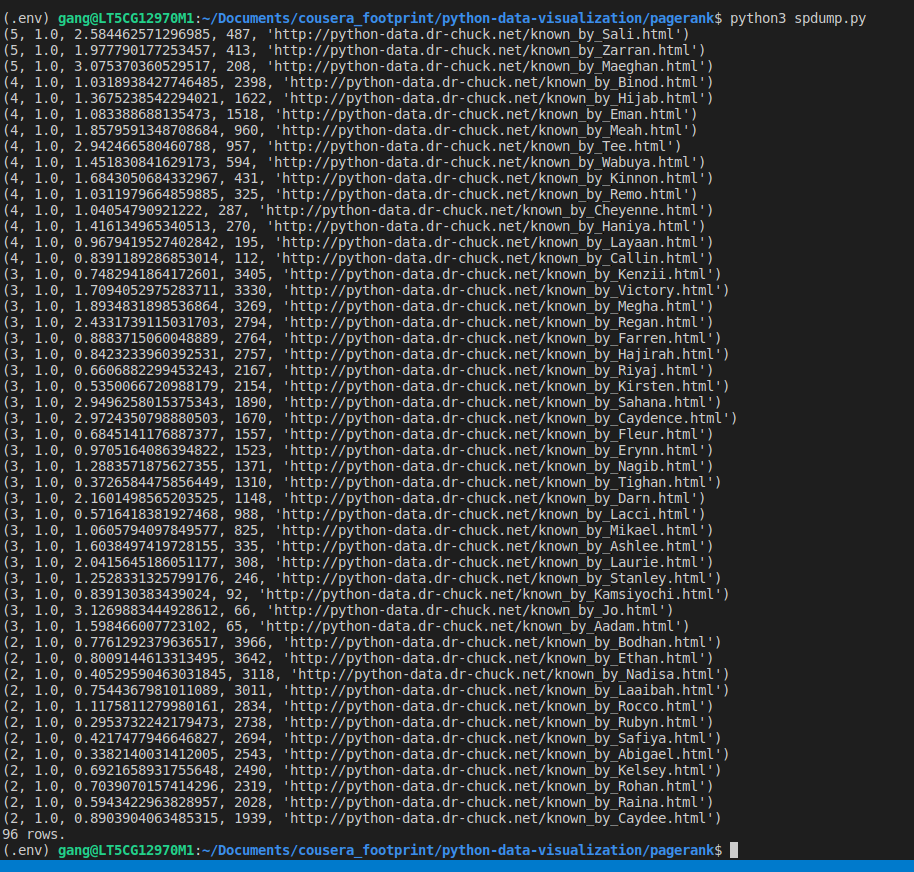 (.env) gang@LT5CG12970M1:~/Documents/cousera_footprint/python-data-visualization/pagerank$ python3 spdump.py
(5, 1.0, 2.584462571296985, 487, 'http://python-data.dr-chuck.net/known_by_Sali.html')
(5, 1.0, 1.977790177253457, 413, 'http://python-data.dr-chuck.net/known_by_Zarran.html')
(5, 1.0, 3.075370360529517, 208, 'http://python-data.dr-chuck.net/known_by_Maeghan.html')
(4, 1.0, 1.0318938427746485, 2398, 'http://python-data.dr-chuck.net/known_by_Binod.html')
(4, 1.0, 1.3675238542294021, 1622, 'http://python-data.dr-chuck.net/known_by_Hijab.html')
(4, 1.0, 1.083388688135473, 1518, 'http://python-data.dr-chuck.net/known_by_Eman.html')
(4, 1.0, 1.8579591348708684, 960, 'http://python-data.dr-chuck.net/known_by_Meah.html')
(4, 1.0, 2.942466580460788, 957, 'http://python-data.dr-chuck.net/known_by_Tee.html')
(4, 1.0, 1.451830841629173, 594, 'http://python-data.dr-chuck.net/known_by_Wabuya.html')
(4, 1.0, 1.6843050684332967, 431, 'http://python-data.dr-chuck.net/known_by_Kinnon.html')
(4, 1.0, 1.0311979664859885, 325, 'http://python-data.dr-chuck.net/known_by_Remo.html')
(4, 1.0, 1.04054790921222, 287, 'http://python-data.dr-chuck.net/known_by_Cheyenne.html')
(4, 1.0, 1.416134965340513, 270, 'http://python-data.dr-chuck.net/known_by_Haniya.html')
(4, 1.0, 0.9679419527402842, 195, 'http://python-data.dr-chuck.net/known_by_Layaan.html')
(4, 1.0, 0.8391189286853014, 112, 'http://python-data.dr-chuck.net/known_by_Callin.html')
(3, 1.0, 0.7482941864172601, 3405, 'http://python-data.dr-chuck.net/known_by_Kenzii.html')
(3, 1.0, 1.7094052975283711, 3330, 'http://python-data.dr-chuck.net/known_by_Victory.html')
(3, 1.0, 1.8934831898536864, 3269, 'http://python-data.dr-chuck.net/known_by_Megha.html')
(3, 1.0, 2.4331739115031703, 2794, 'http://python-data.dr-chuck.net/known_by_Regan.html')
(3, 1.0, 0.8883715060048889, 2764, 'http://python-data.dr-chuck.net/known_by_Farren.html')
(3, 1.0, 0.8423233960392531, 2757, 'http://python-data.dr-chuck.net/known_by_Hajirah.html')
(3, 1.0, 0.6606882299453243, 2167, 'http://python-data.dr-chuck.net/known_by_Riyaj.html')
(3, 1.0, 0.5350066720988179, 2154, 'http://python-data.dr-chuck.net/known_by_Kirsten.html')
(3, 1.0, 2.9496258015375343, 1890, 'http://python-data.dr-chuck.net/known_by_Sahana.html')
(3, 1.0, 2.9724350798880503, 1670, 'http://python-data.dr-chuck.net/known_by_Caydence.html')
(3, 1.0, 0.6845141176887377, 1557, 'http://python-data.dr-chuck.net/known_by_Fleur.html')
(3, 1.0, 0.9705164086394822, 1523, 'http://python-data.dr-chuck.net/known_by_Erynn.html')
(3, 1.0, 1.2883571875627355, 1371, 'http://python-data.dr-chuck.net/known_by_Nagib.html')
(3, 1.0, 0.3726584475856449, 1310, 'http://python-data.dr-chuck.net/known_by_Tighan.html')
(3, 1.0, 2.1601498565203525, 1148, 'http://python-data.dr-chuck.net/known_by_Darn.html')
(3, 1.0, 0.5716418381927468, 988, 'http://python-data.dr-chuck.net/known_by_Lacci.html')
(3, 1.0, 1.0605794097849577, 825, 'http://python-data.dr-chuck.net/known_by_Mikael.html')
(3, 1.0, 1.6038497419728155, 335, 'http://python-data.dr-chuck.net/known_by_Ashlee.html')
(3, 1.0, 2.0415645186051177, 308, 'http://python-data.dr-chuck.net/known_by_Laurie.html')
(3, 1.0, 1.2528331325799176, 246, 'http://python-data.dr-chuck.net/known_by_Stanley.html')
(3, 1.0, 0.839130383439024, 92, 'http://python-data.dr-chuck.net/known_by_Kamsiyochi.html')
(3, 1.0, 3.1269883444928612, 66, 'http://python-data.dr-chuck.net/known_by_Jo.html')
(3, 1.0, 1.598466007723102, 65, 'http://python-data.dr-chuck.net/known_by_Aadam.html')
(2, 1.0, 0.7761292379636517, 3966, 'http://python-data.dr-chuck.net/known_by_Bodhan.html')
(2, 1.0, 0.8009144613313495, 3642, 'http://python-data.dr-chuck.net/known_by_Ethan.html')
(2, 1.0, 0.40529590463031845, 3118, 'http://python-data.dr-chuck.net/known_by_Nadisa.html')
(2, 1.0, 0.7544367981011089, 3011, 'http://python-data.dr-chuck.net/known_by_Laaibah.html')
(2, 1.0, 1.1175811279980161, 2834, 'http://python-data.dr-chuck.net/known_by_Rocco.html')
(2, 1.0, 0.2953732242179473, 2738, 'http://python-data.dr-chuck.net/known_by_Rubyn.html')
(2, 1.0, 0.4217477946646827, 2694, 'http://python-data.dr-chuck.net/known_by_Safiya.html')
(2, 1.0, 0.3382140031412005, 2543, 'http://python-data.dr-chuck.net/known_by_Abigael.html')
(2, 1.0, 0.6921658931755648, 2490, 'http://python-data.dr-chuck.net/known_by_Kelsey.html')
(2, 1.0, 0.7039070157414296, 2319, 'http://python-data.dr-chuck.net/known_by_Rohan.html')
(2, 1.0, 0.5943422963828957, 2028, 'http://python-data.dr-chuck.net/known_by_Raina.html')
(2, 1.0, 0.8903904063485315, 1939, 'http://python-data.dr-chuck.net/known_by_Caydee.html')
96 rows.
(.env) gang@LT5CG12970M1:~/Documents/cousera_footprint/python-data-visualization/pagerank$